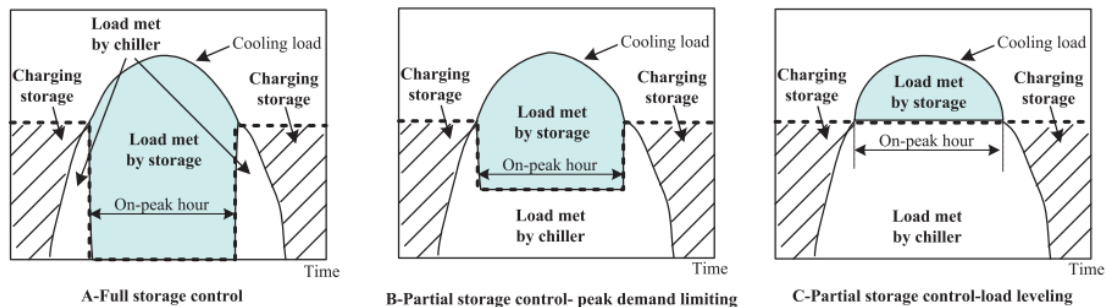 Load met
by chiller
Cooling load
Charging
storage
Charging
storage
Load met
by storage
On-peak hour
Time
A-Full storage control
Cooling load
Charging
storage
Charging
storage
Load met
by storage
On-peak hour
Load met
by chiller
Time
B-Partial storage control- peak demand limiting
Cooling load
Charging
storage
Charging
storage
Load met
by storage
On-peak hour
Load met
by chiller
Time
C-Partial storage control-load leveling